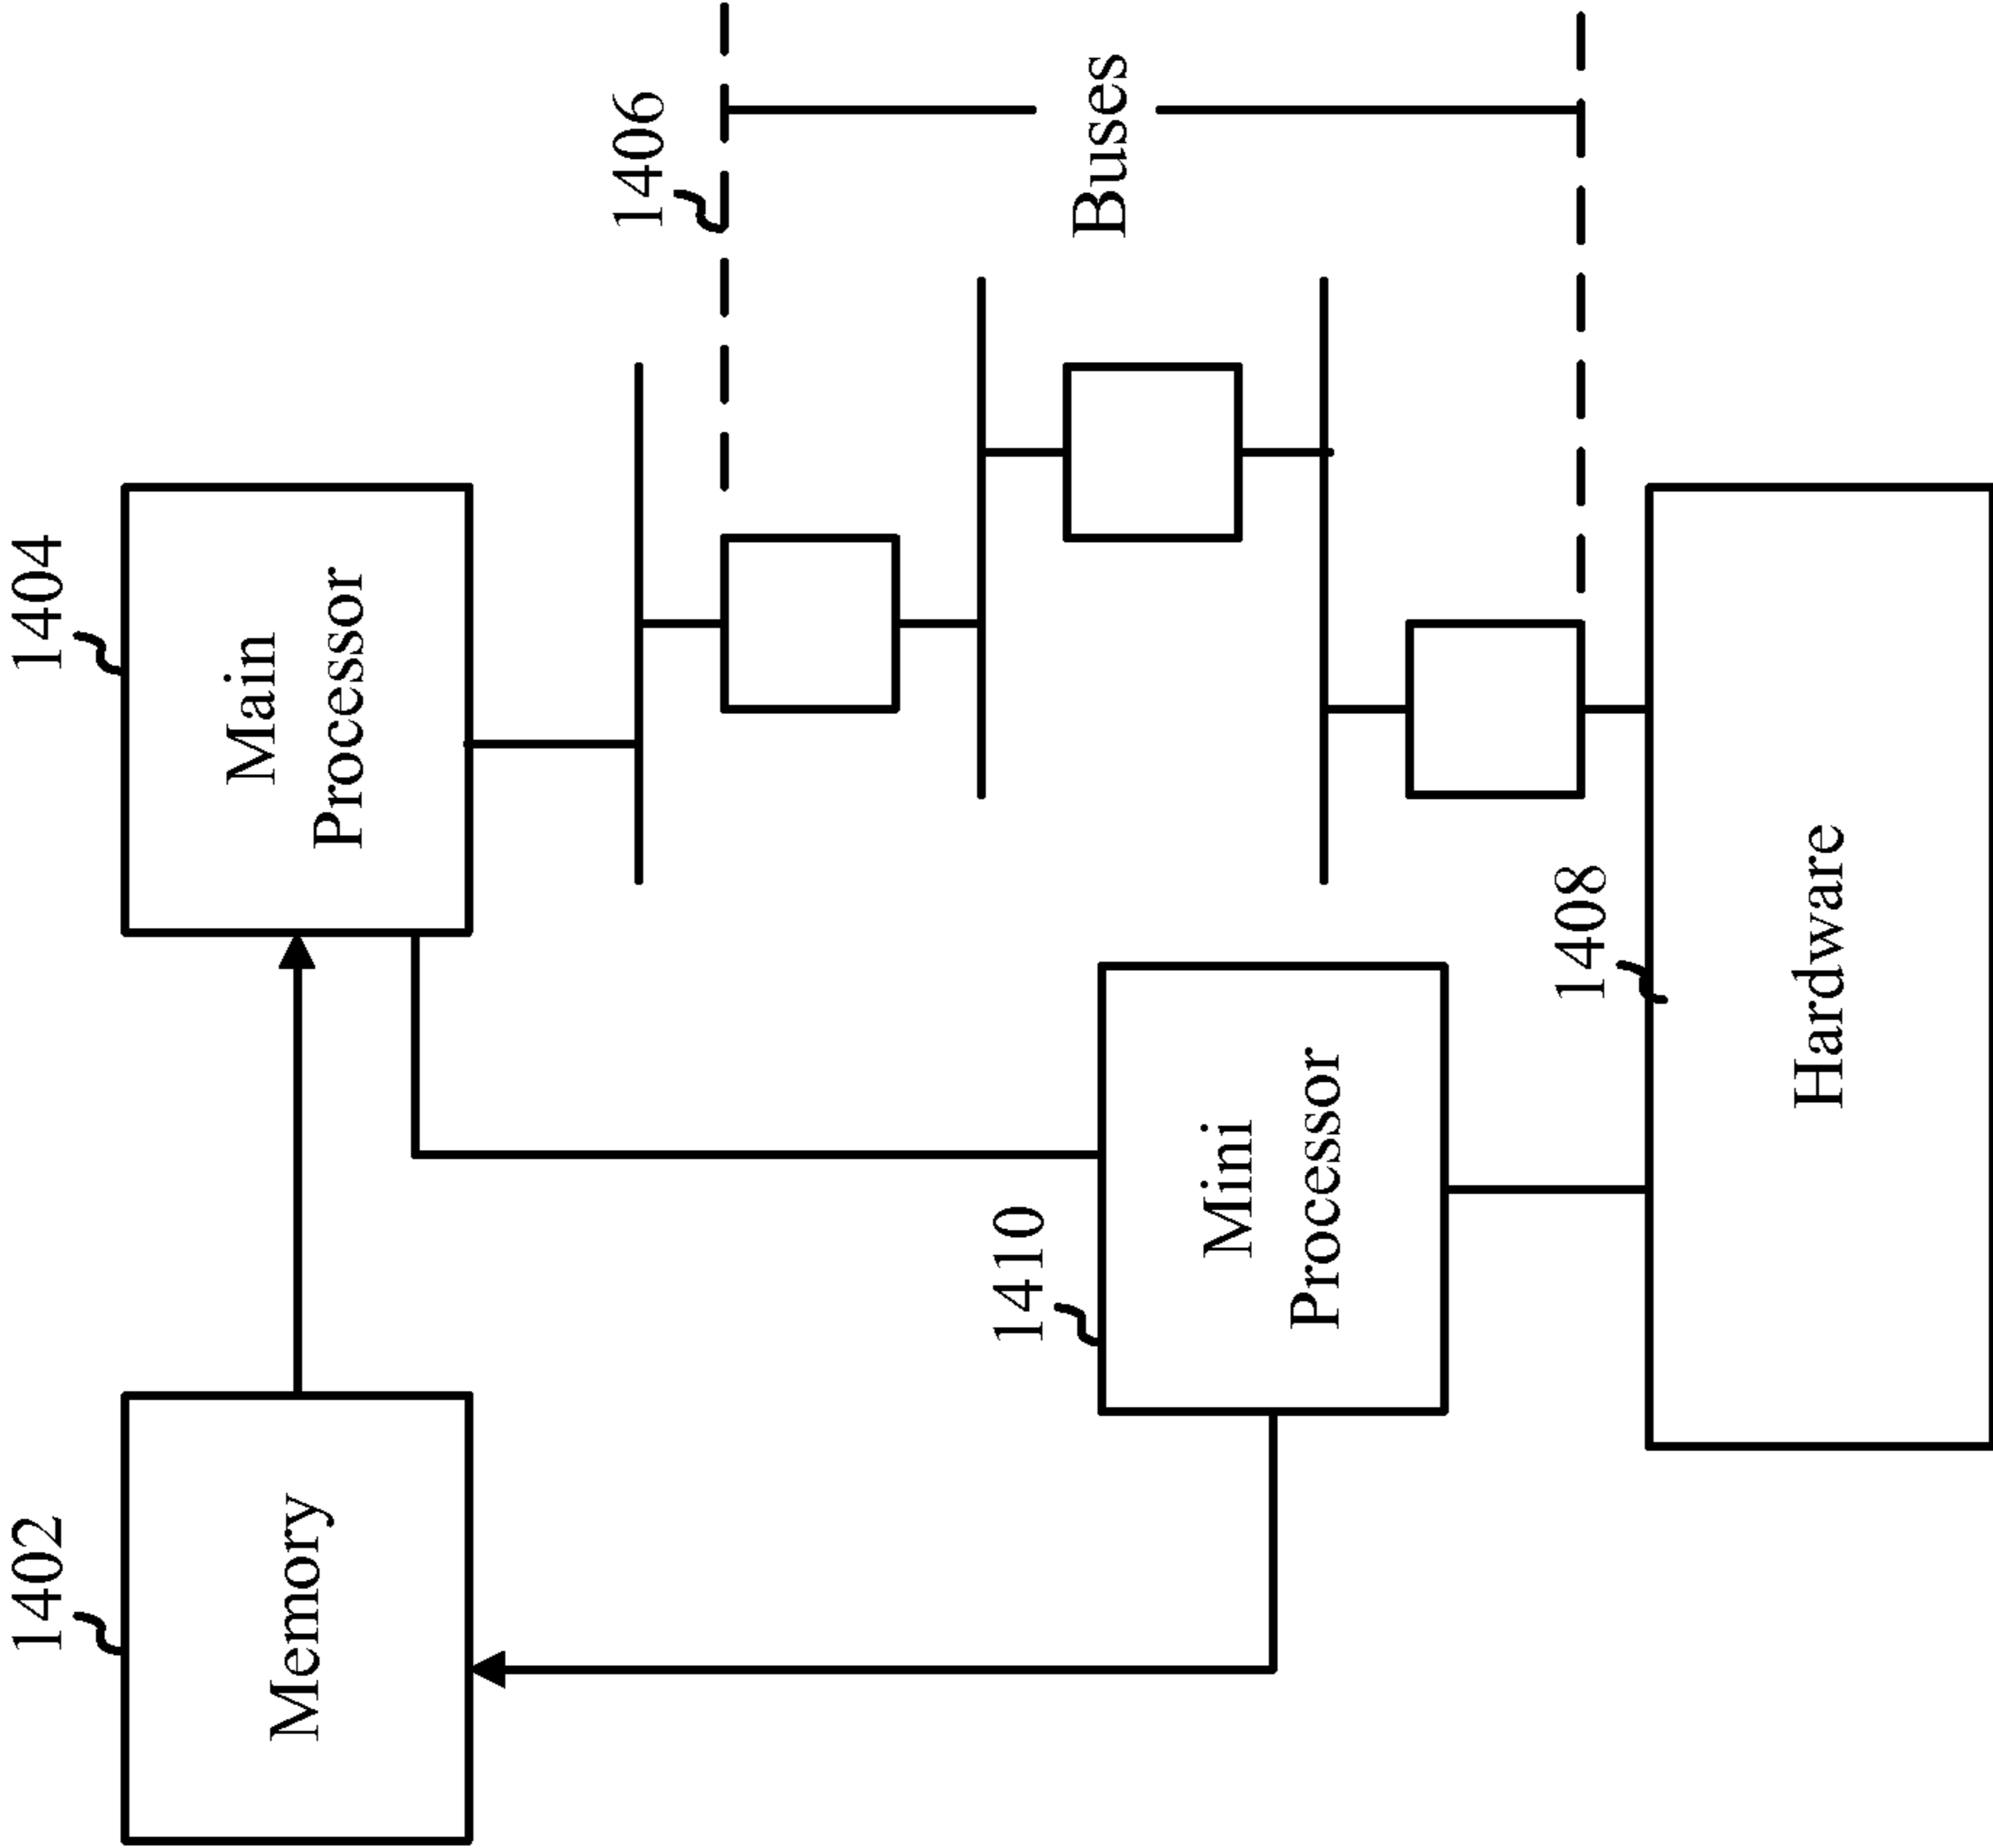 1402
Memory
1404
Main
Processor
1406
Buses
1410
Mini
Processor
1408
Hardware